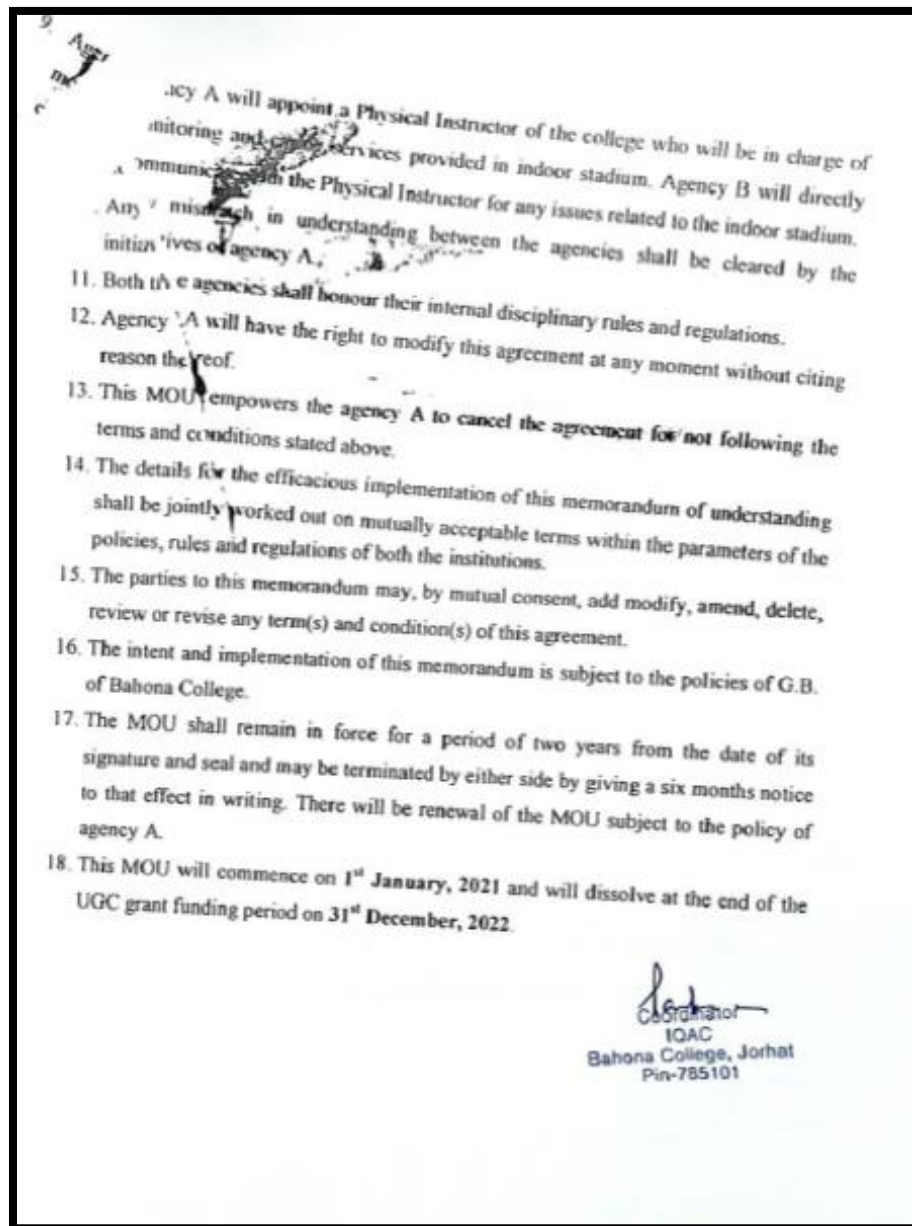 9. Agen
me
.icy A will appoint a Physical Instructor of the college who will be in charge of
nitoring and services provided in indoor stadium. Agency B will directly
mmunic the Physical Instructor for any issues related to the indoor stadium.
Any mismatch in understanding between the agencies shall be cleared by the
initiatives of agency A.
11. Both the agencies shall honour their internal disciplinary rules and regulations.
12. Agency A will have the right to modify this agreement at any moment without citing
reason thereof.
13. This MOU empowers the agency A to cancel the agreement for not following the
terms and conditions stated above.
14. The details for the efficacious implementation of this memorandum of understanding
shall be jointly worked out on mutually acceptable terms within the parameters of the
policies, rules and regulations of both the institutions.
15. The parties to this memorandum may, by mutual consent, add modify, amend, delete,
review or revise any term(s) and condition(s) of this agreement.
16. The intent and implementation of this memorandum is subject to the policies of G.B.
of Bahona College.
17. The MOU shall remain in force for a period of two years from the date of its
signature and seal and may be terminated by either side by giving a six months notice
to that effect in writing. There will be renewal of the MOU subject to the policy of
agency A.
18. This MOU will commence on 1st January, 2021 and will dissolve at the end of the
UGC grant funding period on 31st December, 2022.
Coordinator
IQAC
Bahona College, Jorhat
Pin-785101